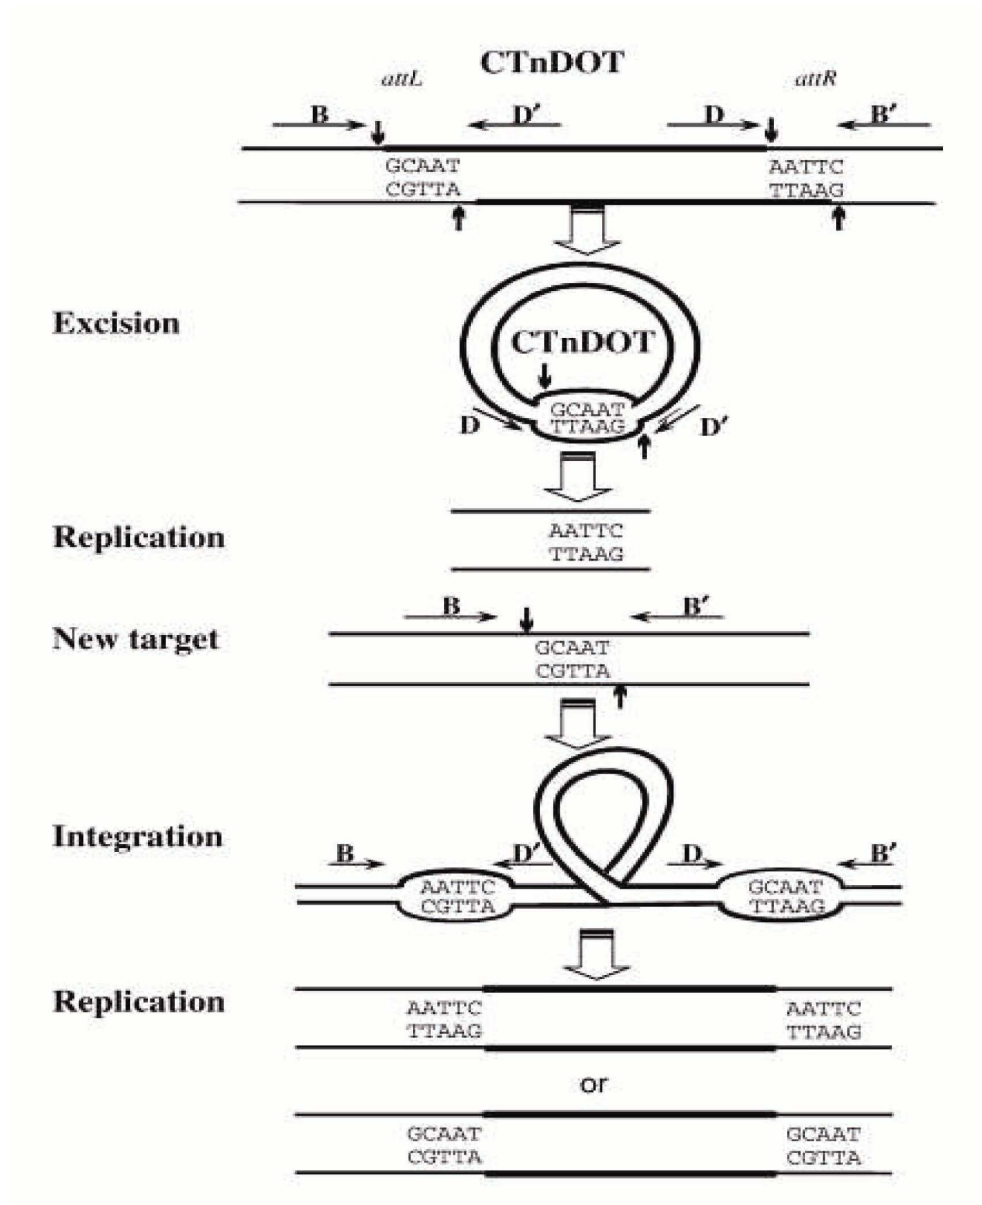 CTnDOT
attL attR
B D′ D B′
GCAAT AATTC
CGTTA TTAAG
Excision
CTnDOT
GCAAT
D TTAAG D′
Replication
AATTC
TTAAG
B B′
New target
GCAAT
CGTTA
Integration
B D′ D B′
AATTC GCAAT
CGTTA TTAAG
Replication
AATTC AATTC
TTAAG TTAAG
or
GCAAT GCAAT
CGTTA CGTTA